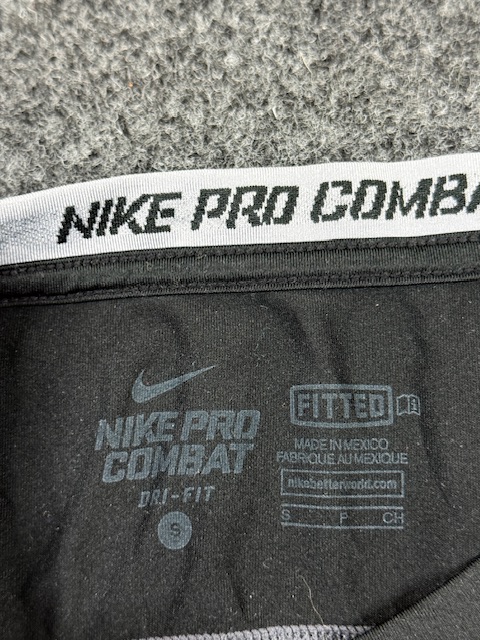 NIKE PRO COMBA
NIKE PRO
COMBAT
DRI-FIT
S
FITTED
MADE IN MEXICO
FABRIQUE AU MEXIQUE
nikebetterworld.com
S P CH